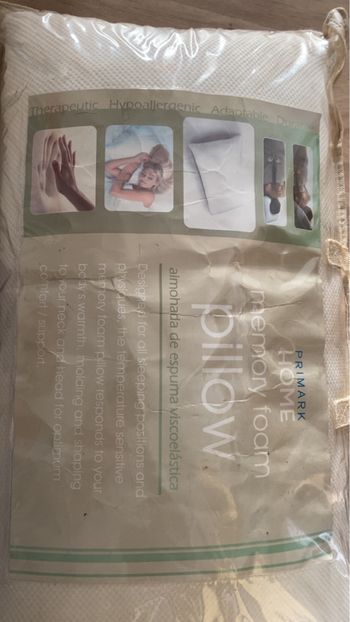 Therapeutic Hypoallergenic Adaptable
PRIMARK
HOME
memory foam
pillow
almohada de espuma viscoelástica
Designed for all sleeping positions and
physiques, the temperature sensitive
memory foam pillow responds to your
body's warmth, moulding and shaping
to your neck and head for optimum
comfort / support